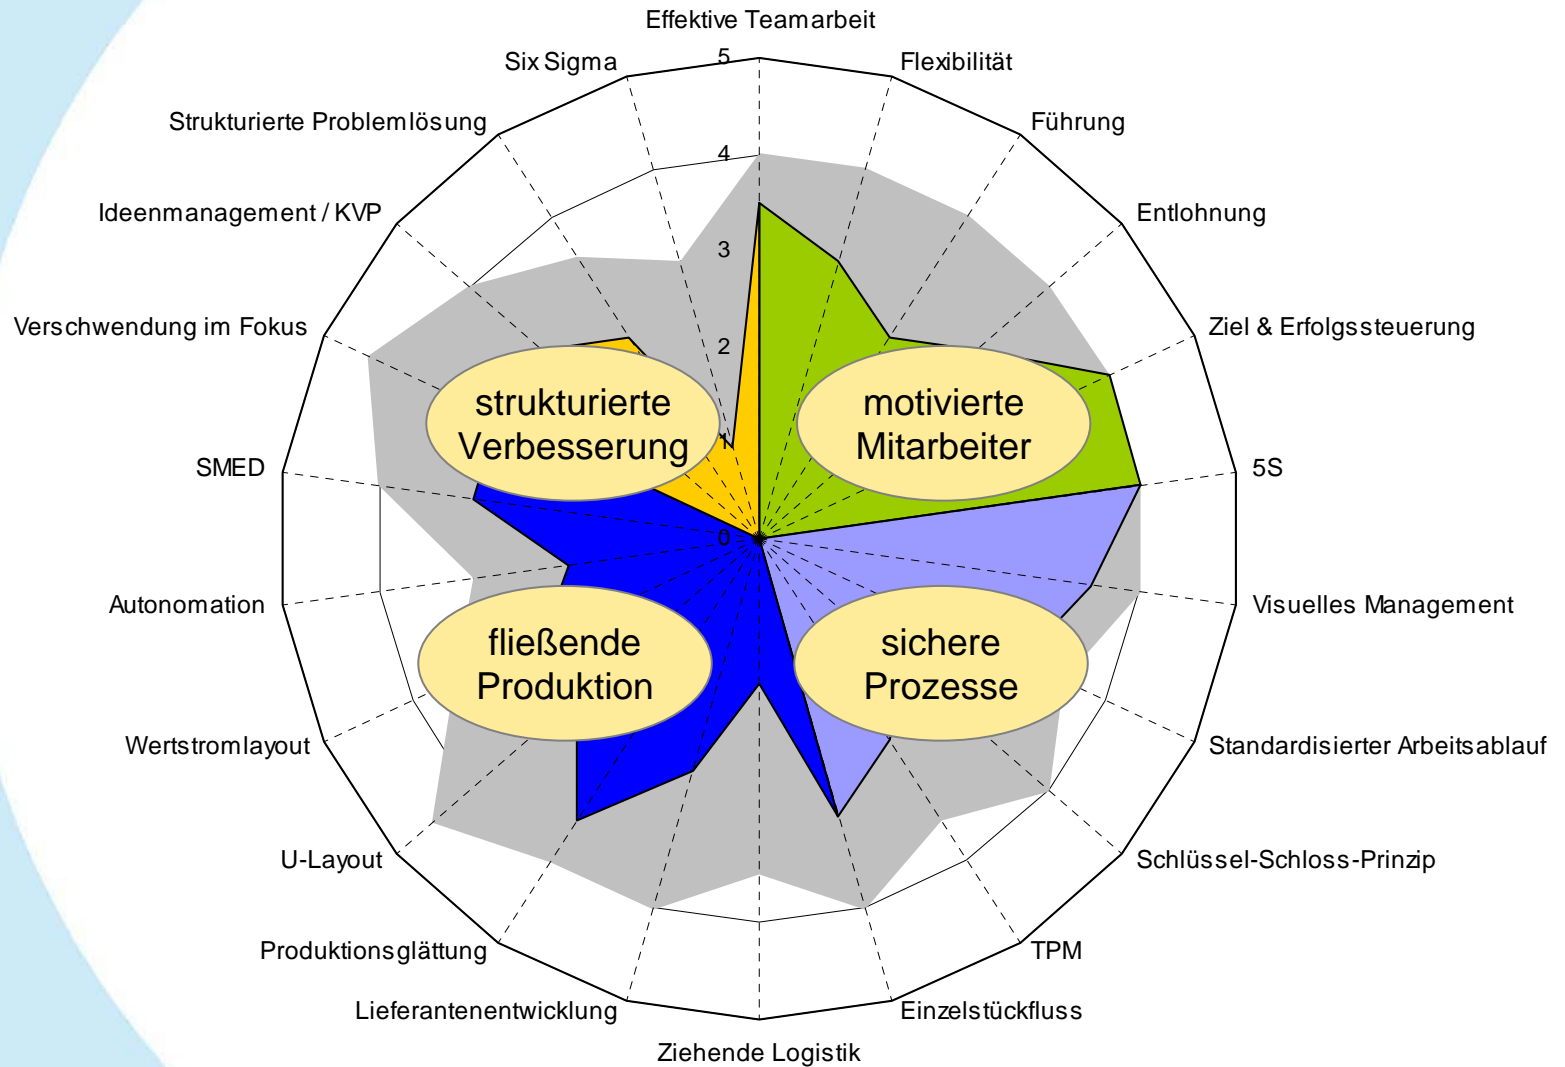 Effektive Teamarbeit
Six Sigma
5
Flexibilität
Strukturierte Problemlösung
Führung
4
Ideenmanagement / KVP
Entlohnung
3
Verschwendung im Fokus
Ziel & Erfolgssteuerung
2
strukturierte
Verbesserung
motivierte
Mitarbeiter
1
SMED
5S
0
Autonomation
Visuelles Management
fließende
Produktion
sichere
Prozesse
Wertstromlayout
Standardisierter Arbeitsablauf
U-Layout
Schlüssel-Schloss-Prinzip
Produktionsglättung
TPM
Lieferantenentwicklung
Einzelstückfluss
Ziehende Logistik